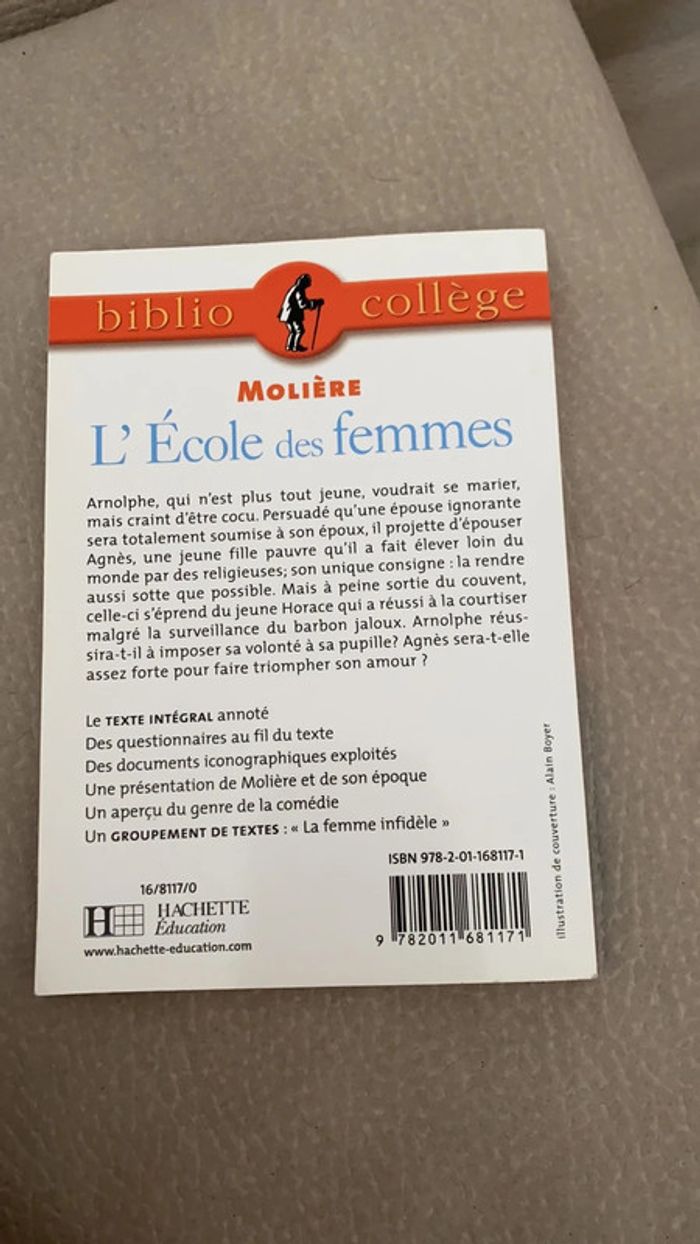 biblio collège
MOLIÈRE
L' École des femmes
Arnolphe, qui n'est plus tout jeune, voudrait se marier,
mais craint d'être cocu. Persuadé qu'une épouse ignorante
sera totalement soumise à son époux, il projette d'épouser
Agnès, une jeune fille pauvre qu'il a fait élever loin du
monde par des religieuses; son unique consigne : la rendre
aussi sotte que possible. Mais à peine sortie du couvent,
celle-ci s'éprend du jeune Horace qui a réussi à la courtiser
malgré la surveillance du barbon jaloux. Arnolphe réus-
sira-t-il à imposer sa volonté à sa pupille? Agnès sera-t-elle
assez forte pour faire triompher son amour ?
Le TEXTE INTÉGRAL annoté
Des questionnaires au fil du texte
Des documents iconographiques exploités
Une présentation de Molière et de son époque
Un aperçu du genre de la comédie
Un GROUPEMENT DE TEXTES : « La femme infidèle »
illustration de couverture : Alain Boyer
ISBN 978-2-01-168117-1
16/8117/0
H HACHETTE
Éducation
www.hachette-education.com
9 782011 681171